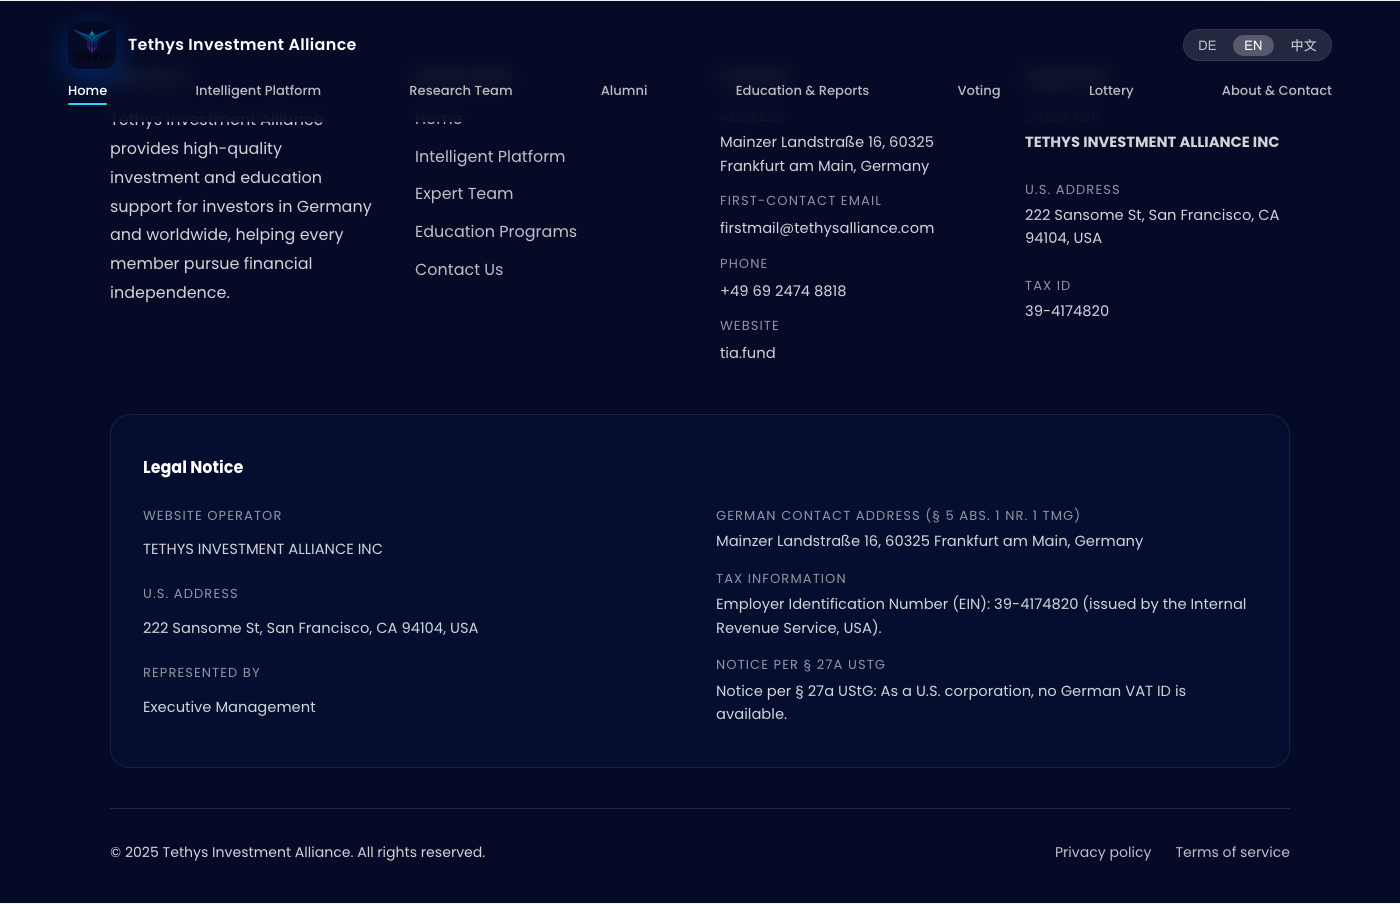 Tethys Investment Alliance
DE EN 中文
Home Intelligent Platform Research Team Alumni Education & Reports Voting Lottery About & Contact
Tethys Investment Alliance
provides high-quality
investment and education
support for investors in Germany
and worldwide, helping every
member pursue financial
independence.
Home
Intelligent Platform
Expert Team
Education Programs
Contact Us
ADDRESS
Mainzer Landstraße 16, 60325
Frankfurt am Main, Germany
FIRST-CONTACT EMAIL
firstmail@tethysalliance.com
PHONE
+49 69 2474 8818
WEBSITE
tia.fund
OPERATOR
TETHYS INVESTMENT ALLIANCE INC
U.S. ADDRESS
222 Sansome St, San Francisco, CA
94104, USA
TAX ID
39-4174820
Legal Notice
WEBSITE OPERATOR
TETHYS INVESTMENT ALLIANCE INC
U.S. ADDRESS
222 Sansome St, San Francisco, CA 94104, USA
REPRESENTED BY
Executive Management
GERMAN CONTACT ADDRESS (§ 5 ABS. 1 NR. 1 TMG)
Mainzer Landstraße 16, 60325 Frankfurt am Main, Germany
TAX INFORMATION
Employer Identification Number (EIN): 39-4174820 (issued by the Internal
Revenue Service, USA).
NOTICE PER § 27A USTG
Notice per § 27a UStG: As a U.S. corporation, no German VAT ID is
available.
© 2025 Tethys Investment Alliance. All rights reserved.
Privacy policy Terms of service